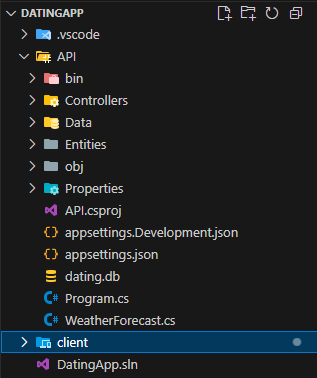 DATINGAPP
.vscode
API
bin
Controllers
Data
Entities
obj
Properties
API.csproj
appsettings.Development.json
appsettings.json
dating.db
Program.cs
WeatherForecast.cs
client
DatingApp.sln